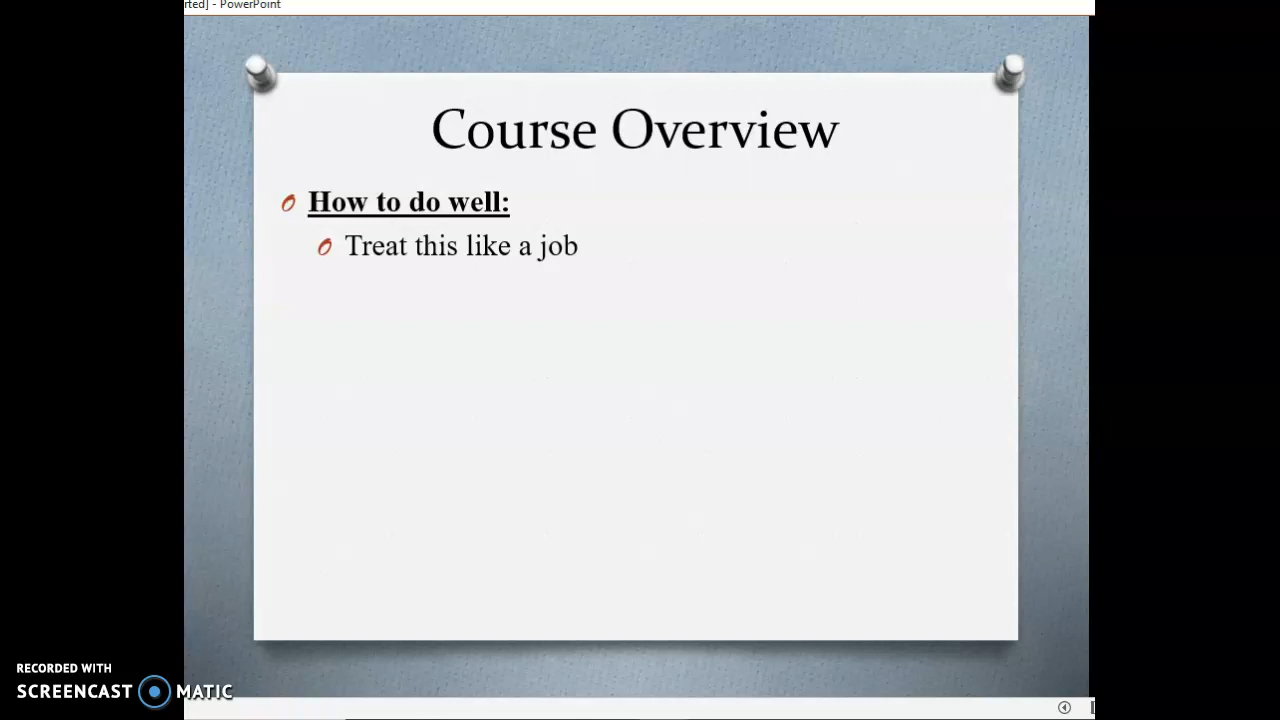 rted] - PowerPoint
Course Overview
How to do well:
Treat this like a job
RECORDED WITH
SCREENCAST MATIC